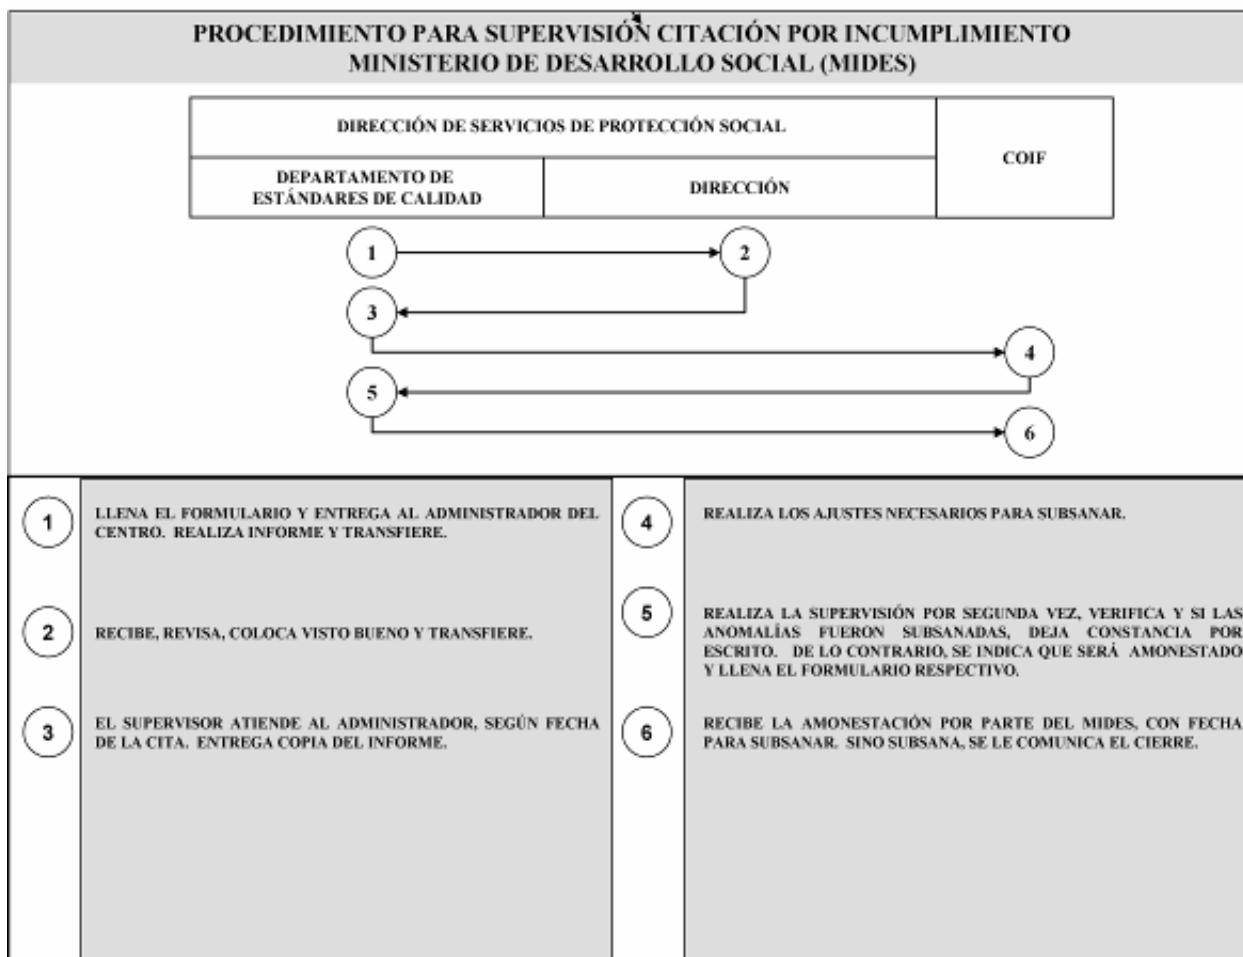 PROCEDIMIENTO PARA SUPERVISIÓN CITACIÓN POR INCUMPLIMIENTO
MINISTERIO DE DESARROLLO SOCIAL (MIDES)
DIRECCIÓN DE SERVICIOS DE PROTECCIÓN SOCIAL
COIF
DEPARTAMENTO DE
ESTÁNDARES DE CALIDAD
DIRECCIÓN
1
2
3
4
5
6
1
LLENA EL FORMULARIO Y ENTREGA AL ADMINISTRADOR DEL
CENTRO. REALIZA INFORME Y TRANSFIERE.
2
RECIBE, REVISA, COLOCA VISTO BUENO Y TRANSFIERE.
3
EL SUPERVISOR ATIENDE AL ADMINISTRADOR, SEGÚN FECHA
DE LA CITA. ENTREGA COPIA DEL INFORME.
4
REALIZA LOS AJUSTES NECESARIOS PARA SUBSANAR.
5
REALIZA LA SUPERVISIÓN POR SEGUNDA VEZ, VERIFICA Y SI LAS
ANOMALÍAS FUERON SUBSANADAS, DEJA CONSTANCIA POR
ESCRITO. DE LO CONTRARIO, SE INDICA QUE SERÁ AMONESTADO
Y LLENA EL FORMULARIO RESPECTIVO.
6
RECIBE LA AMONESTACIÓN POR PARTE DEL MIDES, CON FECHA
PARA SUBSANAR. SINO SUBSANA, SE LE COMUNICA EL CIERRE.